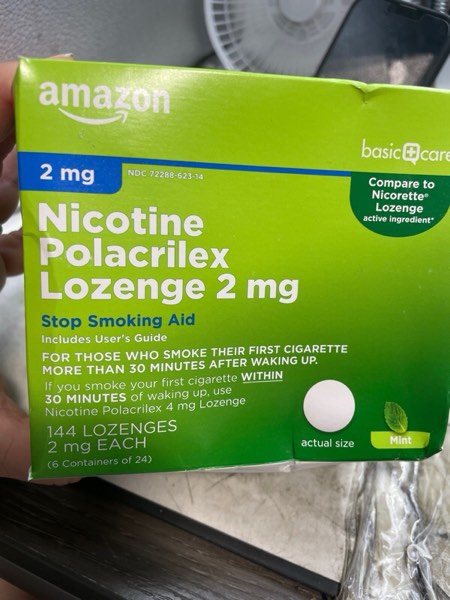 amazon
basic care
2 mg
NDC 72288-623-14
Compare to
Nicorette®
Lozenge
active ingredient*
Nicotine
Polacrilex
Lozenge 2 mg
Stop Smoking Aid
Includes User's Guide
FOR THOSE WHO SMOKE THEIR FIRST CIGARETTE
MORE THAN 30 MINUTES AFTER WAKING UP.
If you smoke your first cigarette WITHIN
30 MINUTES of waking up, use
Nicotine Polacrilex 4 mg Lozenge
144 LOZENGES
2 mg EACH
(6 Containers of 24)
actual size
Mint